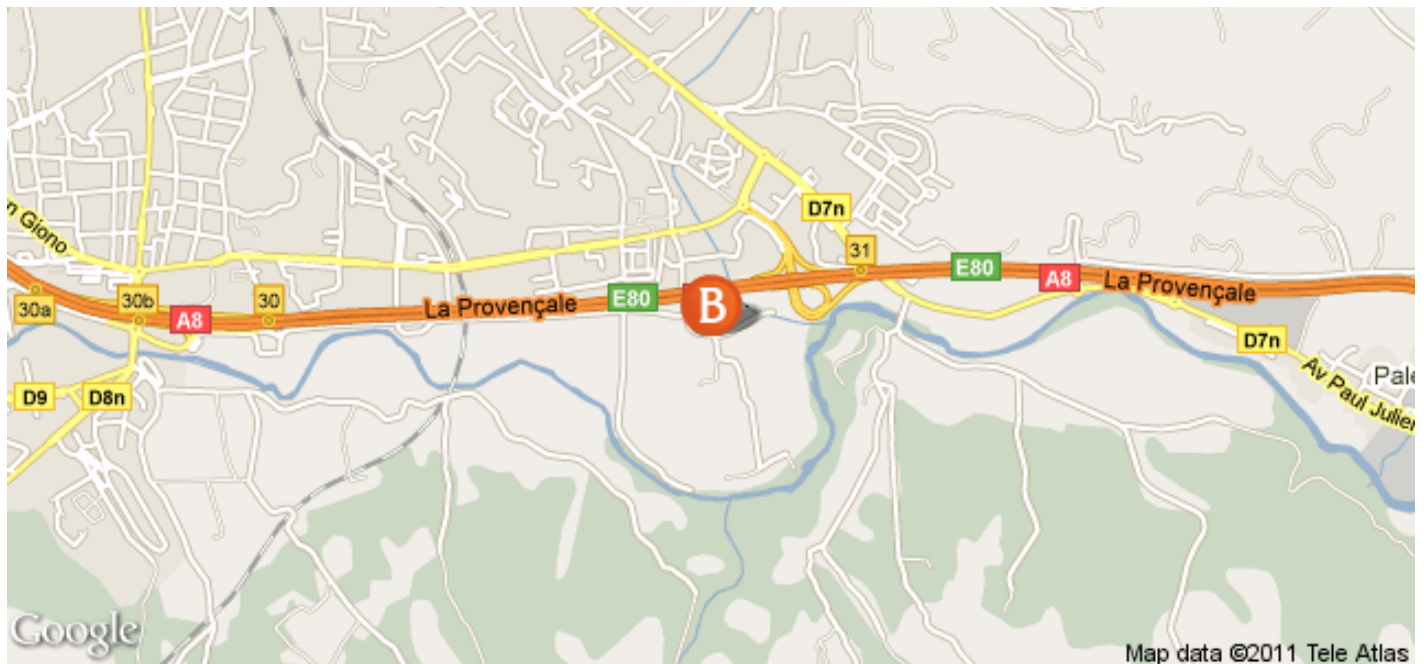 D7n
n Giono
31
E80
A8
La Provençale
30a
30b
30
A8
La Provençale
E80
B
D7n
D9
D8n
Av Paul Julien
Pale
Google
Map data ©2011 Tele Atlas